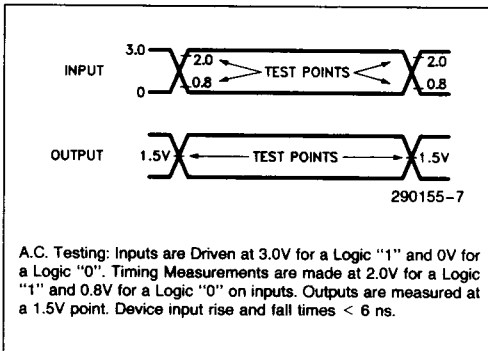 3.0
INPUT
0
2.0
0.8
TEST POINTS
2.0
0.8
OUTPUT
1.5V
TEST POINTS
1.5V
290155-7
A.C. Testing: Inputs are Driven at 3.0V for a Logic "1" and 0V for
a Logic "0". Timing Measurements are made at 2.0V for a Logic
"1" and 0.8V for a Logic "0" on inputs. Outputs are measured at
a 1.5V point. Device input rise and fall times < 6 ns.